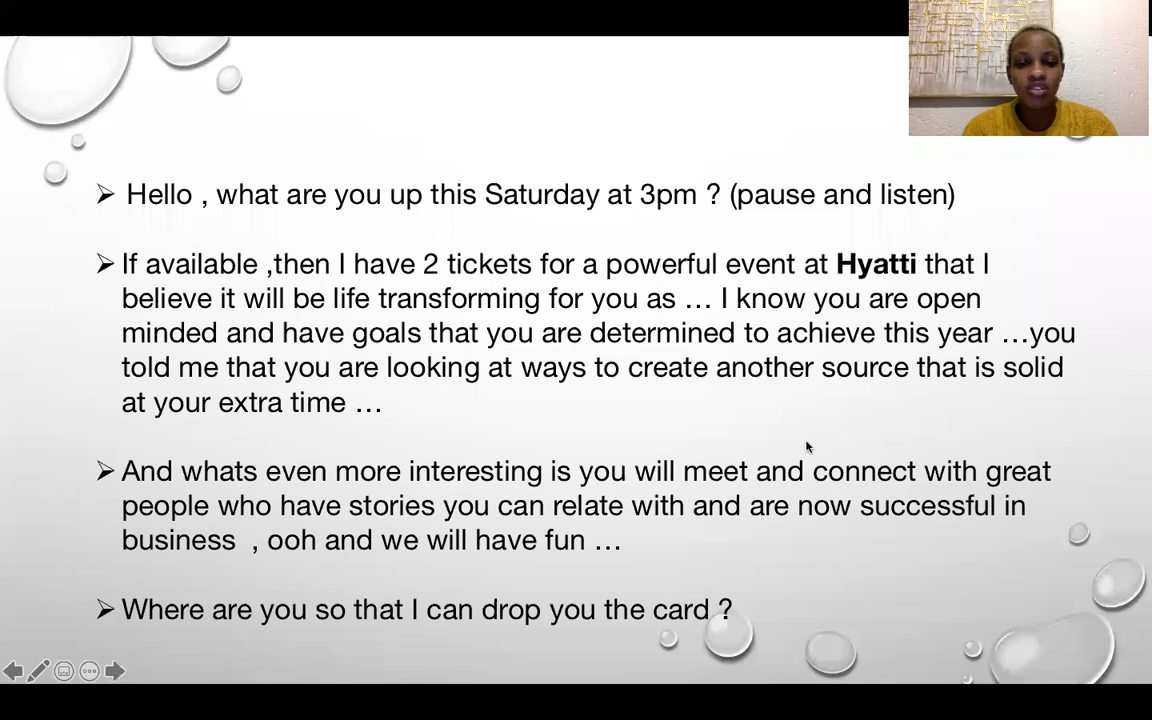 Hello , what are you up this Saturday at 3pm ? (pause and listen)
If available ,then I have 2 tickets for a powerful event at Hyatti that I
believe it will be life transforming for you as … I know you are open
minded and have goals that you are determined to achieve this year …you
told me that you are looking at ways to create another source that is solid
at your extra time …
And whats even more interesting is you will meet and connect with great
people who have stories you can relate with and are now successful in
business , ooh and we will have fun …
Where are you so that I can drop you the card ?